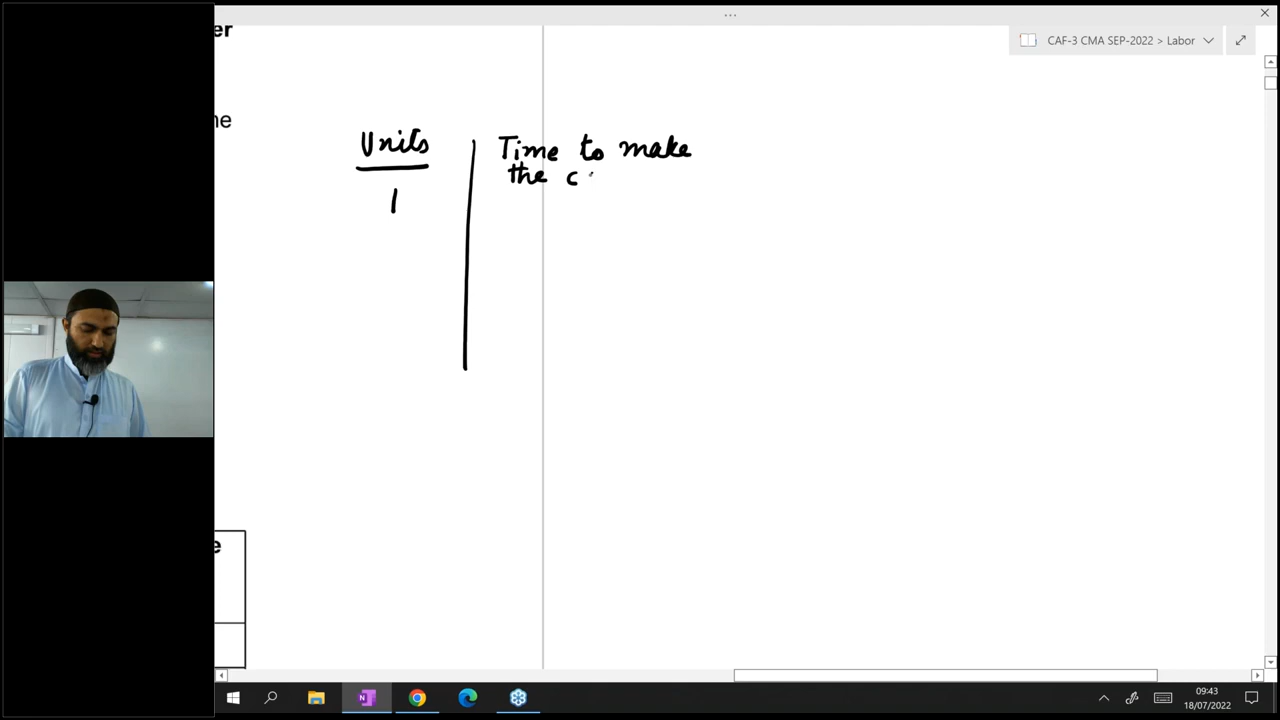 er
CAF-3 CMA SEP-2022 > Labor
ne
Units
Time to make
the c
1
e
09:43
18/07/2022